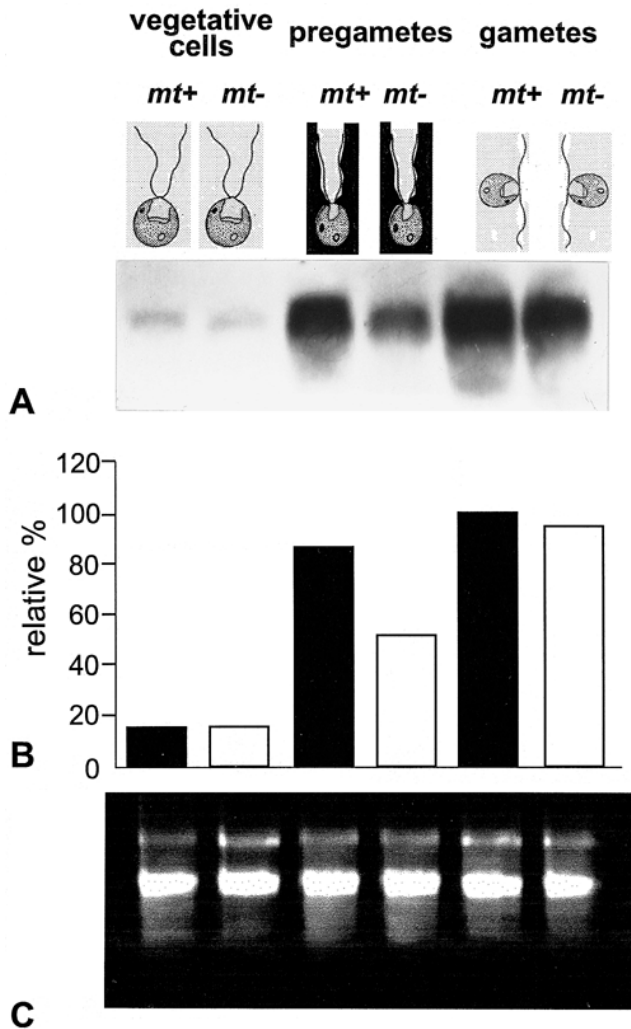 vegetative cells pregametes gametes
mt+ mt- mt+ mt- mt+ mt-
A
120
100
80
60
40
20
0
relative %
B
C